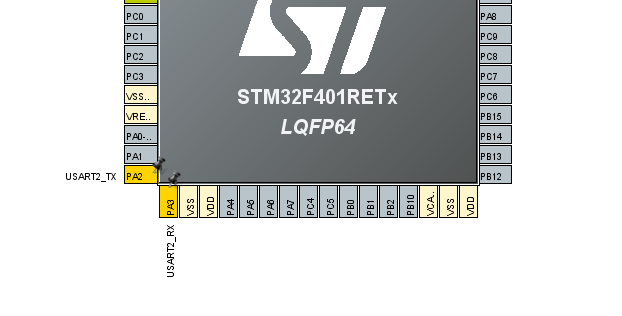 PC0
PC1
PC2
PC3
VSS..
VRE..
PA0-..
PA1
PA2
USART2_TX
STM32F401RETx
LQFP64
PA8
PC9
PC8
PC7
PC6
PB15
PB14
PB13
PB12
PA3
VSS
VDD
PA4
PA5
PA6
PA7
PC4
PC5
PB0
PB1
PB2
PB10
VCA..
VSS
VDD
USART2_RX